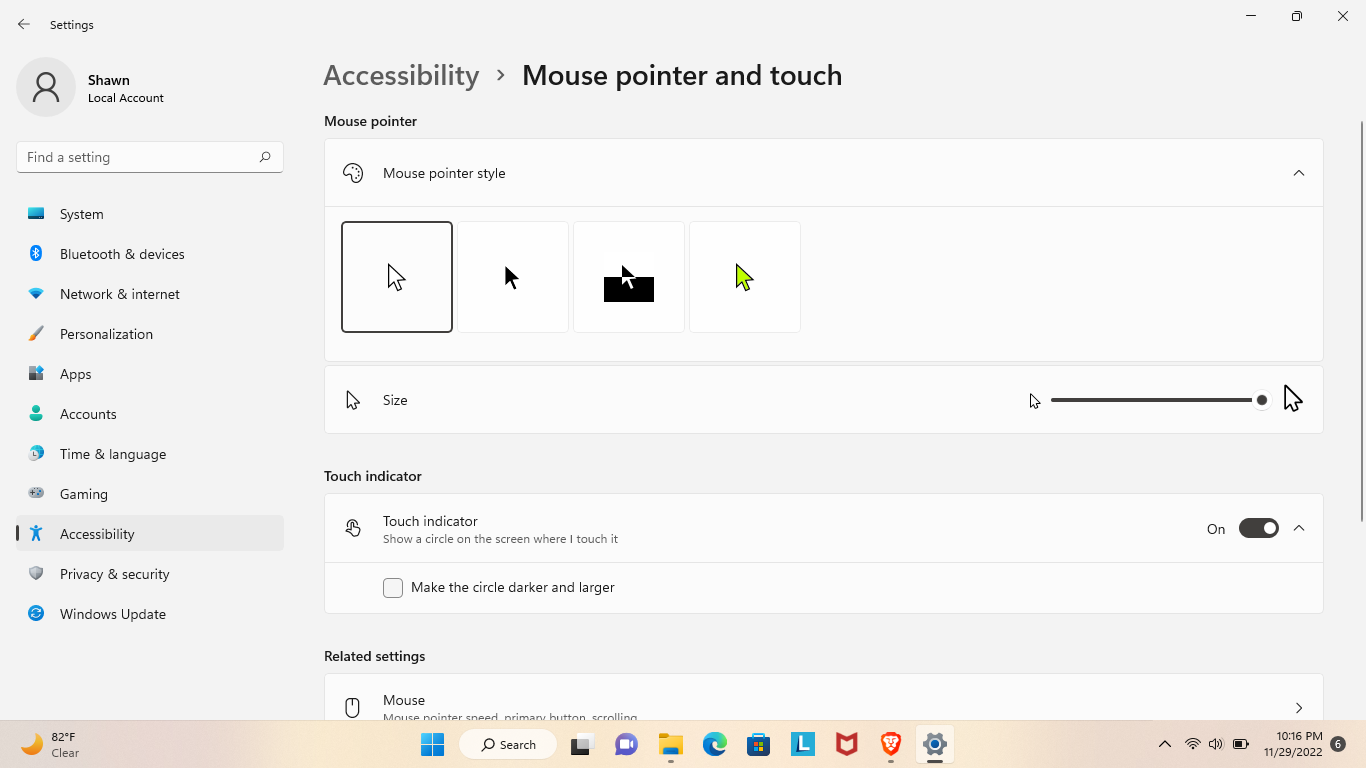 Settings
Shawn
Local Account
Find a setting
System
Bluetooth & devices
Network & internet
Personalization
Apps
Accounts
Time & language
Gaming
Accessibility
Privacy & security
Windows Update
Accessibility > Mouse pointer and touch
Mouse pointer
Mouse pointer style
Size
Touch indicator
Touch indicator
Show a circle on the screen where I touch it
On
Make the circle darker and larger
Related settings
Mouse
Mouse pointer speed, primary button, scrolling
82°F
Clear
Search
L
10:16 PM
11/29/2022
6